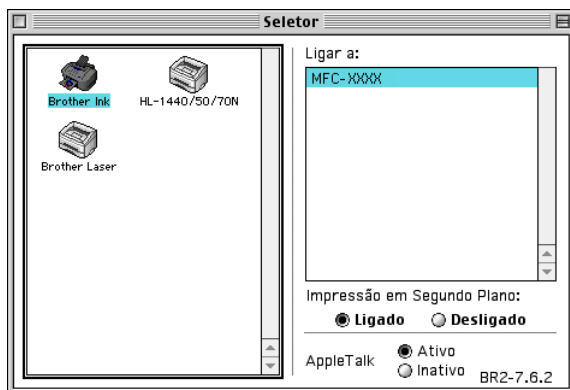 Seletor
Brother Ink
HL-1440/50/70N
Brother Laser
Ligar a:
MFC-XXXX
Impressão em Segundo Plano:
Ligado Desligado
AppleTalk
Ativo
Inativo
BR2-7.6.2